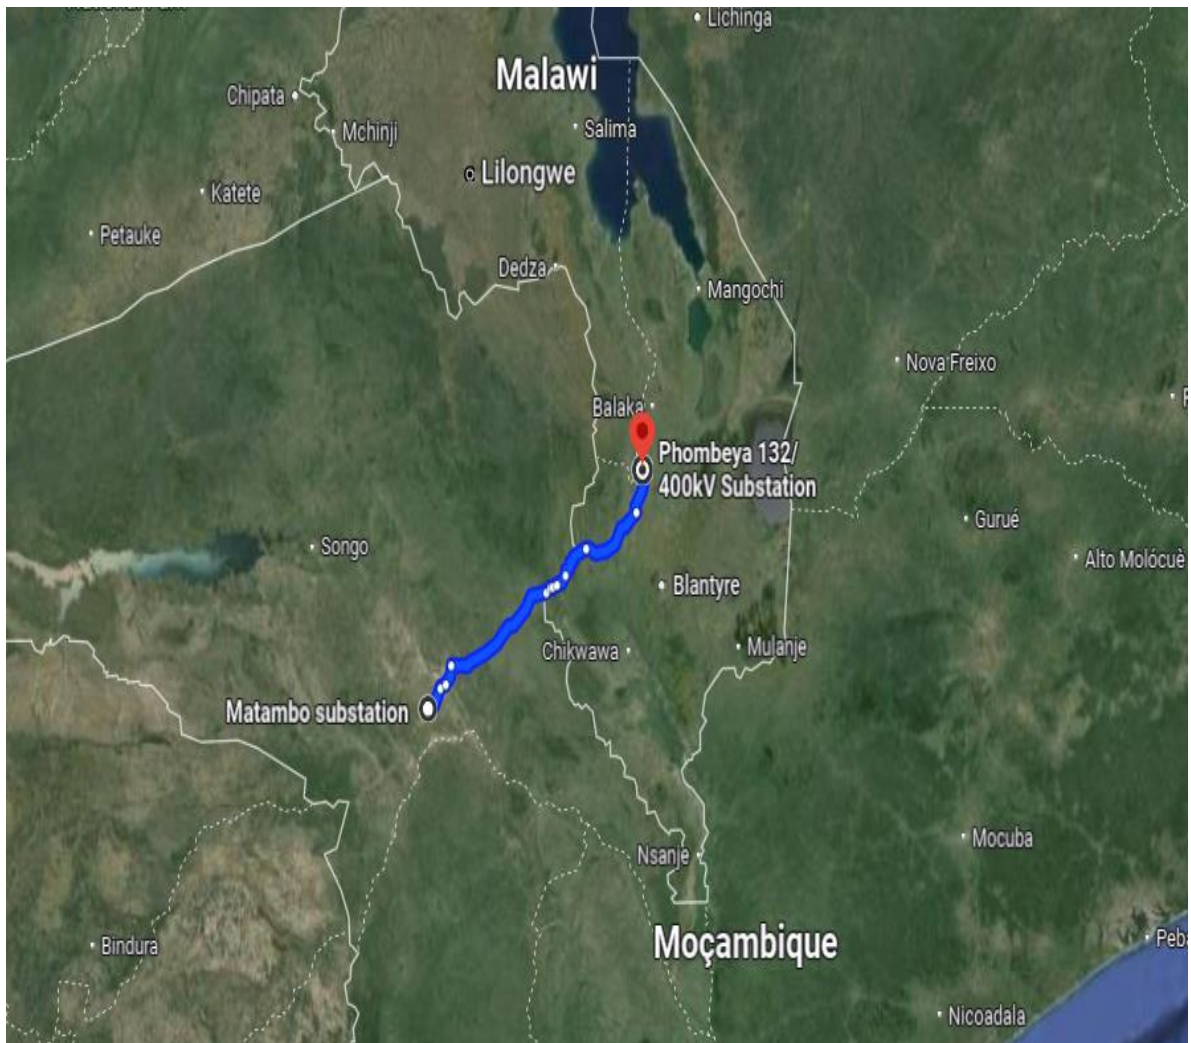 Lichinga
Malawi
Chipata
Salima
Mchinji
Lilongwe
Katete
Petauke
Dedza
Mangochi
Nova Freixo
Balaka
Phombeya 132/
400kV Substation
Gurué
Songo
Alto Molócuè
Blantyre
Chikwawa
Mulanje
Matambo substation
Mocuba
Nsanje
Moçambique
Bindura
Peba
Nicoadala